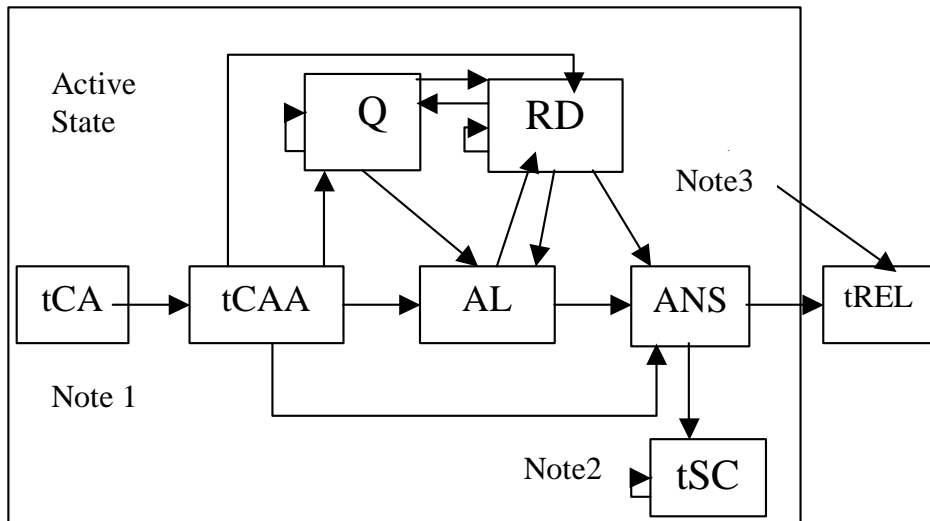 Active
State
Q
RD
Note3
tCA
tCAA
AL
ANS
tREL
Note 1
Note2
tSC